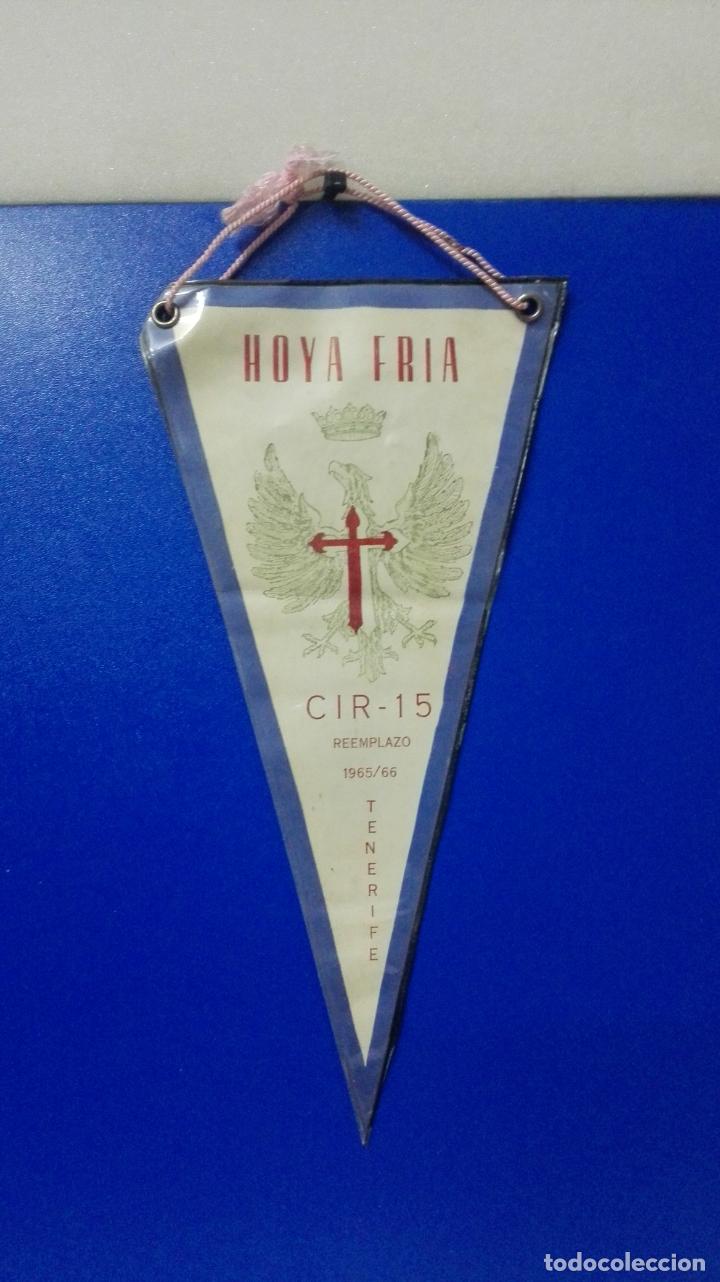 HOYA FRIA
CIR-15
REEMPLAZO
1965/66
TENERIFE
todocoleccion